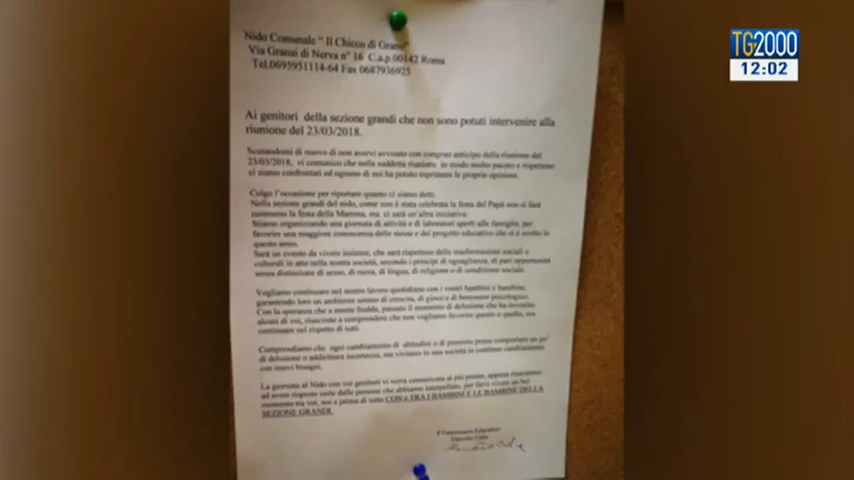 TG2000
12:02
Nido Comunale " Il Chicco di Grano"
Via Granai di Nerva n° 16 C.a.p.00142 Roma
Tel.0695951114-64 Fax 0687936925
Ai genitori della sezione grandi che non sono potuti intervenire alla
riunione del 23/03/2018.
Scusandomi di nuovo di non avervi avvisato con congruo anticipo della riunione del
23/03/2018, vi comunico che nella suddetta riunione in modo molto pacato e rispettoso
ci siamo confrontati ed ognuno di noi ha potuto esprimere le proprie opinioni.
Colgo l'occasione per riportare quanto ci siamo detti.
Nella sezione grandi del nido, come non è stata celebrata la festa del Papà non si farà
nemmeno la festa della Mamma, ma ci sarà un'altra iniziativa:
Stiamo organizzando una giornata di attività e di laboratori aperti alle famiglie, per
favorire una maggiore conoscenza delle stesse e del progetto educativo che si è svolto in
questo anno.
Sarà un evento da vivere insieme, che sarà rispettoso delle trasformazioni sociali e
culturali in atto nella nostra società, secondo i principi di uguaglianza, di pari opportunità
senza distinzione di sesso, di razza, di lingua, di religione o di condizione sociale.
Vogliamo continuare nel nostro lavoro quotidiano con i vostri bambini e bambine,
garantendo loro un ambiente sereno di crescita, di gioco e di benessere psicologico.
Con la speranza che a mente fredda, passato il momento di delusione che ha investito
alcuni di voi, riusciate a comprendere che non vogliamo favorire questo o quello, ma
continuare nel rispetto di tutti.
Comprendiamo che ogni cambiamento di abitudini o di pensiero possa comportare un po'
di delusione o addirittura incertezza, ma viviamo in una società in continuo cambiamento
con nuovi bisogni.
La giornata al Nido con voi genitori vi verrà comunicata al più presto, appena riusciremo
ad avere risposte certe dalle persone che abbiamo interpellato, per farvi vivere un bel
momento tra voi, noi e prima di tutto CON e TRA I BAMBINI E LE BAMBINE DELLA
SEZIONE GRANDI.
Il Funzionario Educativo